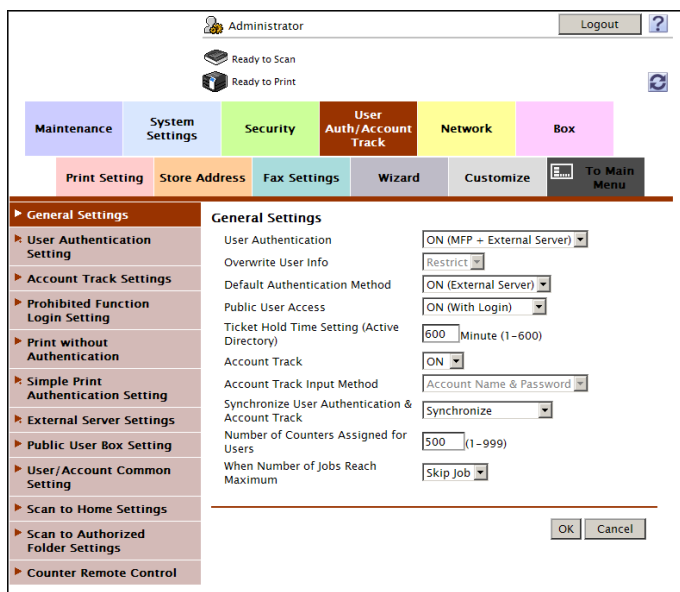 Administrator
Logout
?
Ready to Scan
Ready to Print
Maintenance
System
Settings
Security
User
Auth/Account
Track
Network
Box
Print Setting
Store Address
Fax Settings
Wizard
Customize
To Main
Menu
General Settings
User Authentication
Setting
Account Track Settings
Prohibited Function
Login Setting
Print without
Authentication
Simple Print
Authentication Setting
External Server Settings
Public User Box Setting
User/Account Common
Setting
Scan to Home Settings
Scan to Authorized
Folder Settings
Counter Remote Control
General Settings
User Authentication
ON (MFP + External Server)
Overwrite User Info
Restrict
Default Authentication Method
ON (External Server)
Public User Access
ON (With Login)
Ticket Hold Time Setting (Active
Directory)
600 Minute (1-600)
Account Track
ON
Account Track Input Method
Account Name & Password
Synchronize User Authentication &
Account Track
Synchronize
Number of Counters Assigned for
Users
500 (1-999)
When Number of Jobs Reach
Maximum
Skip Job
OK
Cancel